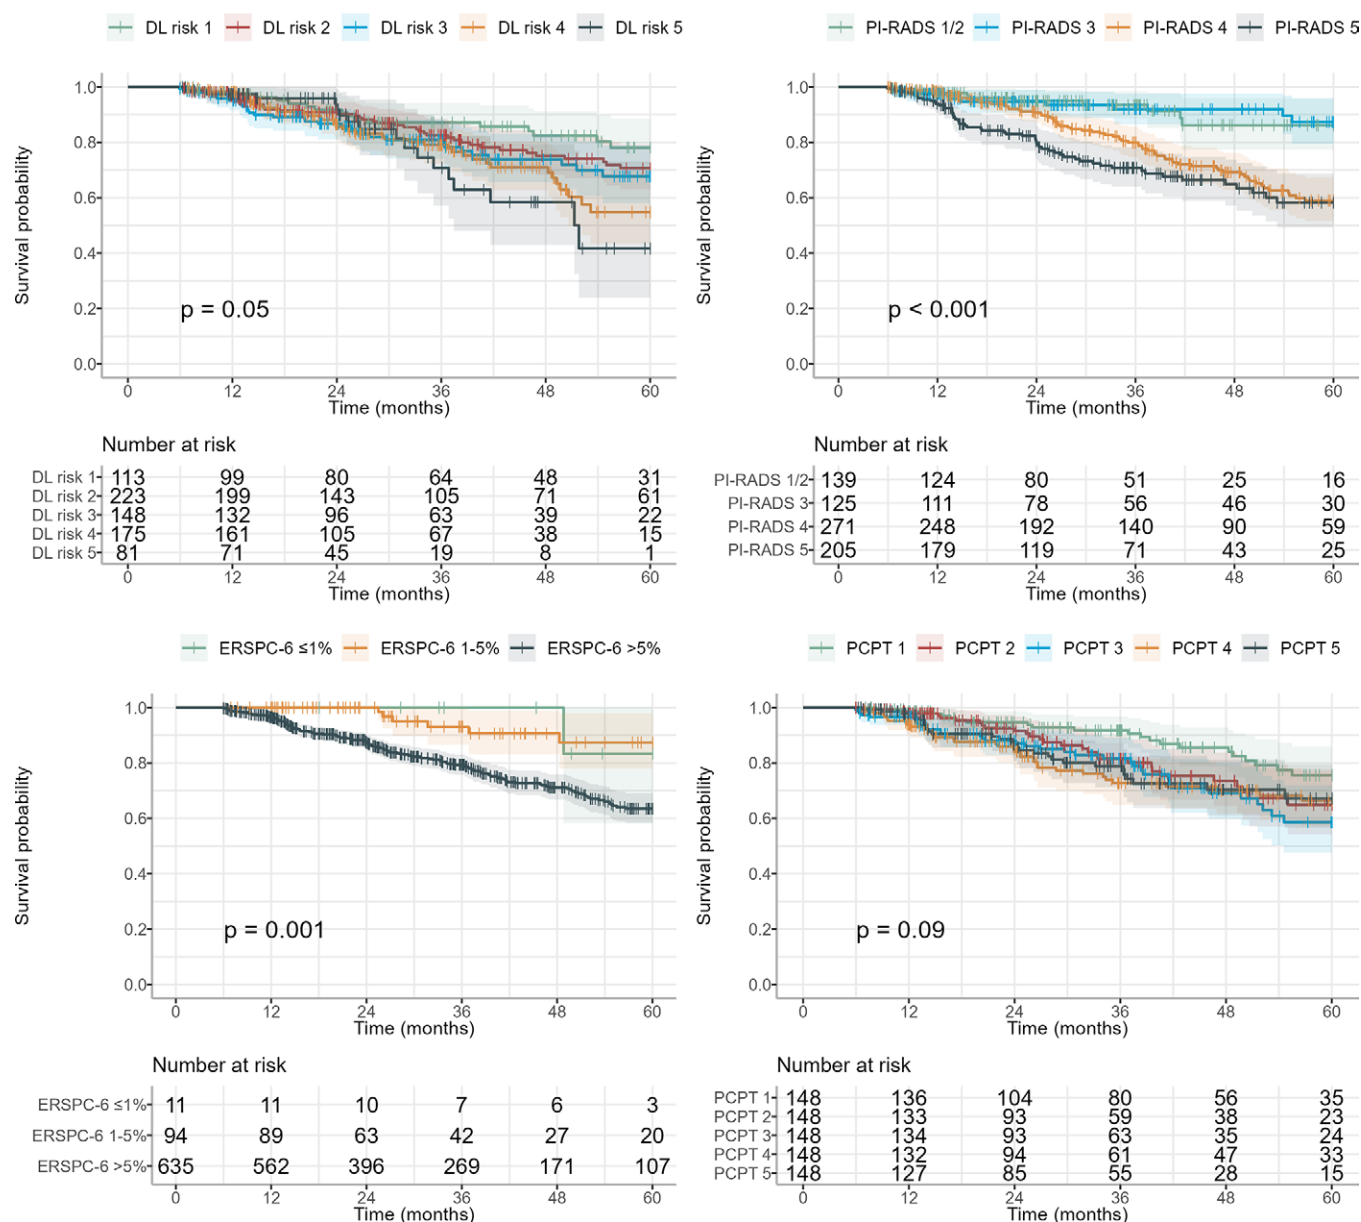 DL risk 1 DL risk 2 DL risk 3 DL risk 4 DL risk 5
Survival probability
1.0
0.8
0.6
0.4
0.2
0.0
p = 0.05
0 12 24 36 48 60
Time (months)
Number at risk
DL risk 1 113 99 80 64 48 31
DL risk 2 223 199 143 105 71 61
DL risk 3 148 132 96 63 39 22
DL risk 4 175 161 105 67 38 15
DL risk 5 81 71 45 19 8 1
0 12 24 36 48 60
Time (months)
PI-RADS 1/2 PI-RADS 3 PI-RADS 4 PI-RADS 5
Survival probability
1.0
0.8
0.6
0.4
0.2
0.0
p < 0.001
0 12 24 36 48 60
Time (months)
Number at risk
PI-RADS 1/2 139 124 80 51 25 16
PI-RADS 3 125 111 78 56 46 30
PI-RADS 4 271 248 192 140 90 59
PI-RADS 5 205 179 119 71 43 25
0 12 24 36 48 60
Time (months)
ERSPC-6 ≤1% ERSPC-6 1-5% ERSPC-6 >5%
Survival probability
1.0
0.8
0.6
0.4
0.2
0.0
p = 0.001
0 12 24 36 48 60
Time (months)
Number at risk
ERSPC-6 ≤1% 11 11 10 7 6 3
ERSPC-6 1-5% 94 89 63 42 27 20
ERSPC-6 >5% 635 562 396 269 171 107
0 12 24 36 48 60
Time (months)
PCPT 1 PCPT 2 PCPT 3 PCPT 4 PCPT 5
Survival probability
1.0
0.8
0.6
0.4
0.2
0.0
p = 0.09
0 12 24 36 48 60
Time (months)
Number at risk
PCPT 1 148 136 104 80 56 35
PCPT 2 148 133 93 59 38 23
PCPT 3 148 134 93 63 35 24
PCPT 4 148 132 94 61 47 33
PCPT 5 148 127 85 55 28 15
0 12 24 36 48 60
Time (months)